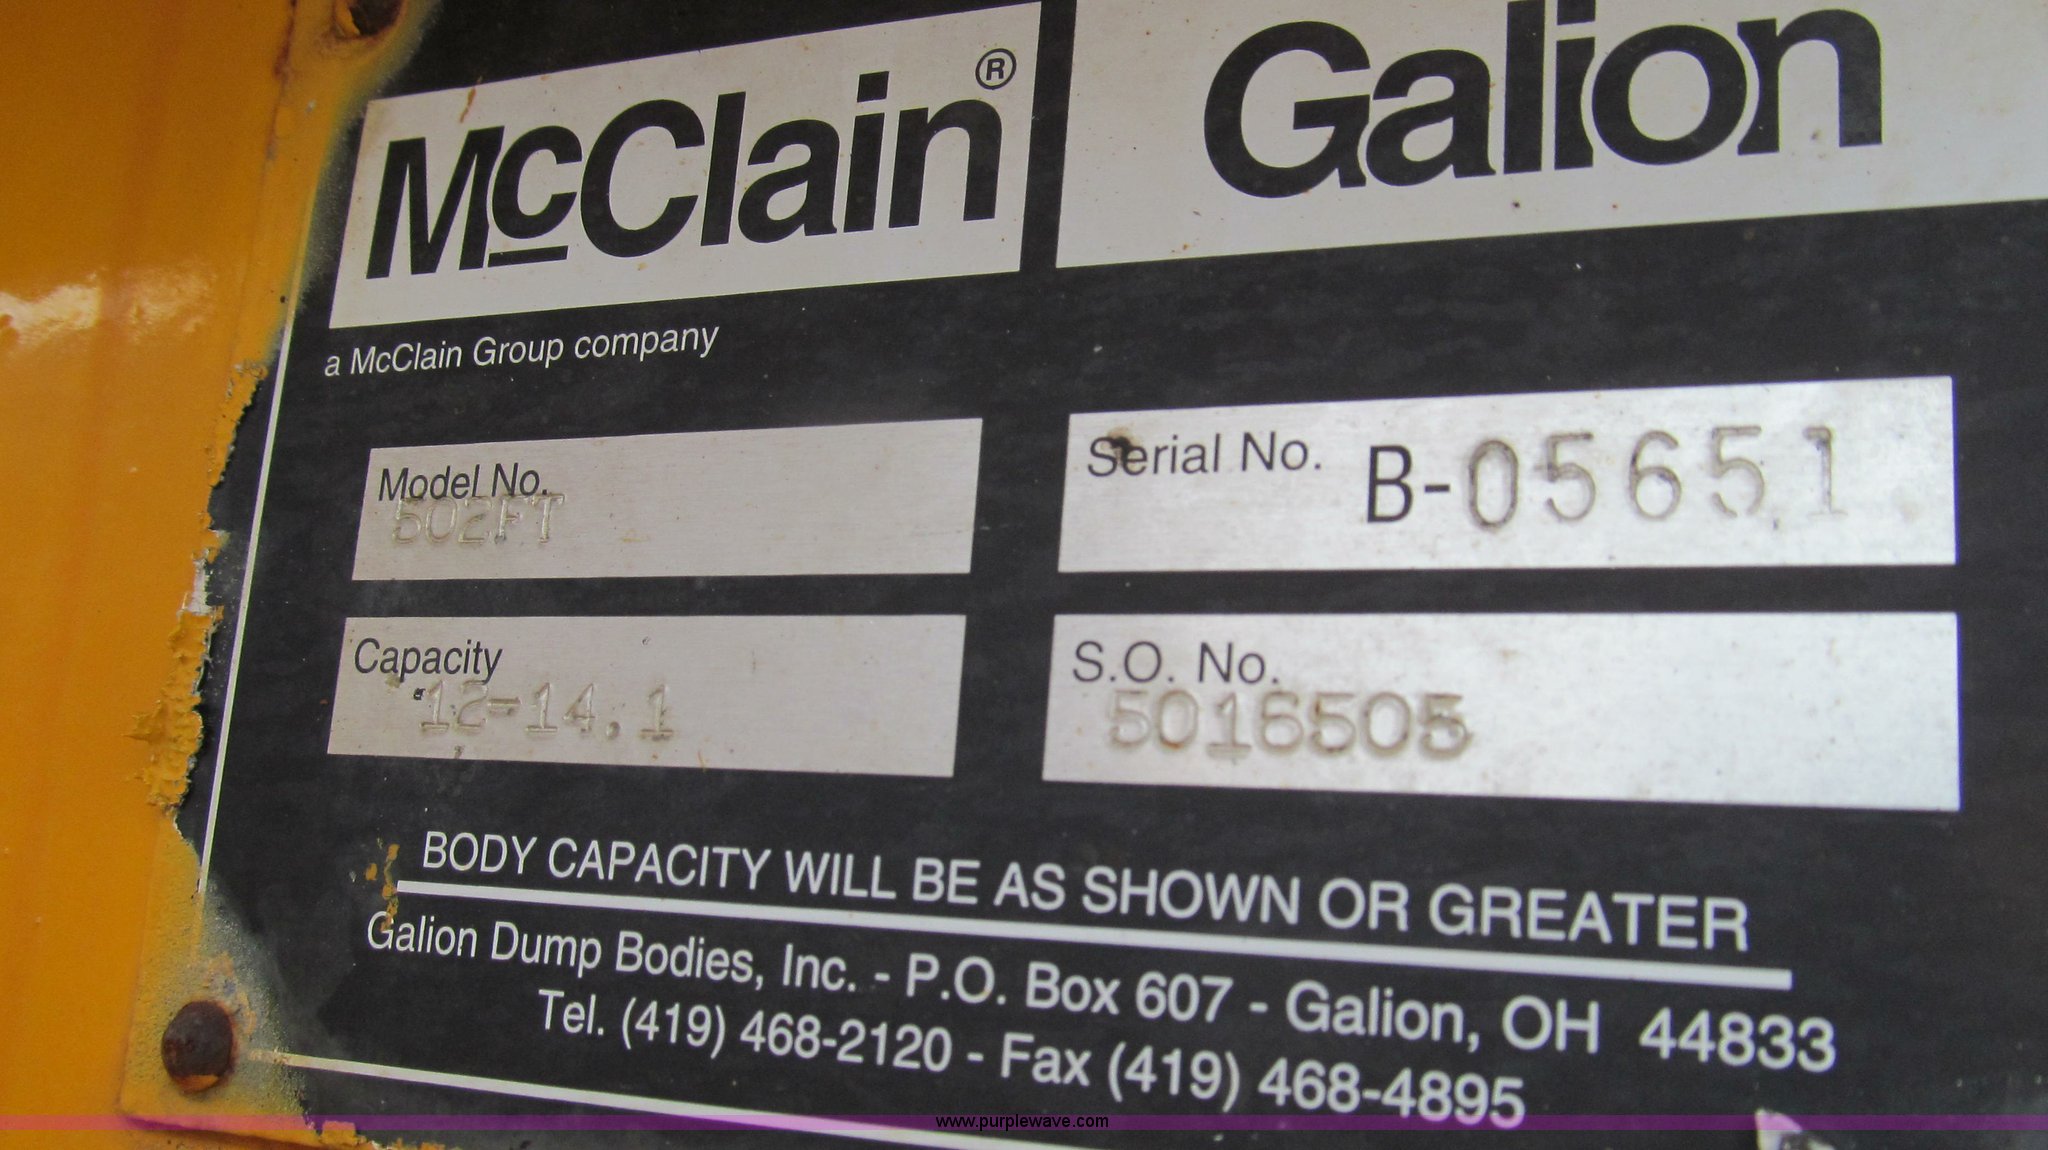 McClain® Galion
a McClain Group company
Model No. Serial No. B-05651
502FT
Capacity S.O. No.
12-14.1 5016505
BODY CAPACITY WILL BE AS SHOWN OR GREATER
Galion Dump Bodies, Inc. - P.O. Box 607 - Galion, OH 44833
Tel. (419) 468-2120 - Fax (419) 468-4895
www.purplewave.com